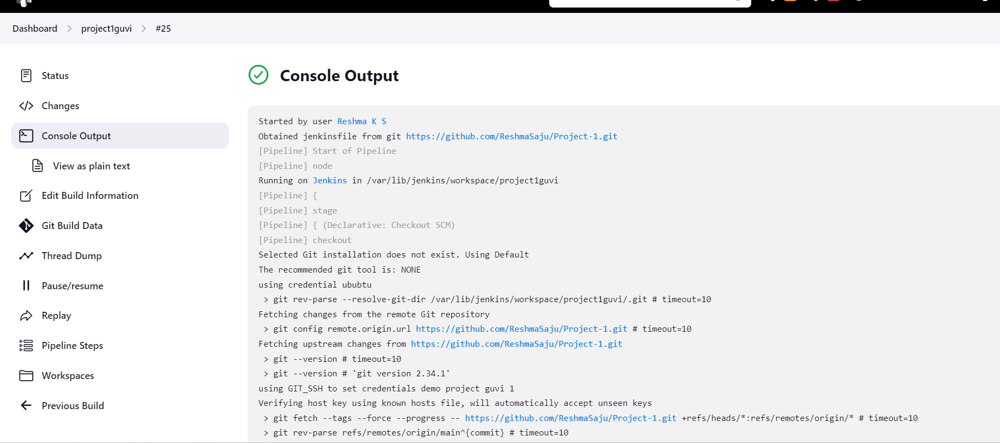 Dashboard > project1guvi > #25
Status
Changes
Console Output
View as plain text
Edit Build Information
Git Build Data
Thread Dump
Pause/resume
Replay
Pipeline Steps
Workspaces
Previous Build
Console Output
Started by user Reshma K S
Obtained jenkinsfile from git https://github.com/ReshmaSaju/Project-1.git
[Pipeline] Start of Pipeline
[Pipeline] node
Running on Jenkins in /var/lib/jenkins/workspace/project1guvi
[Pipeline] {
[Pipeline] stage
[Pipeline] { (Declarative: Checkout SCM)
[Pipeline] checkout
Selected Git installation does not exist. Using Default
The recommended git tool is: NONE
using credential ububtu
 > git rev-parse --resolve-git-dir /var/lib/jenkins/workspace/project1guvi/.git # timeout=10
Fetching changes from the remote Git repository
 > git config remote.origin.url https://github.com/ReshmaSaju/Project-1.git # timeout=10
Fetching upstream changes from https://github.com/ReshmaSaju/Project-1.git
 > git --version # timeout=10
 > git --version # 'git version 2.34.1'
using GIT_SSH to set credentials demo project guvi 1
Verifying host key using known hosts file, will automatically accept unseen keys
 > git fetch --tags --force --progress -- https://github.com/ReshmaSaju/Project-1.git +refs/heads/*:refs/remotes/origin/* # timeout=10
 > git rev-parse refs/remotes/origin/main^{commit} # timeout=10